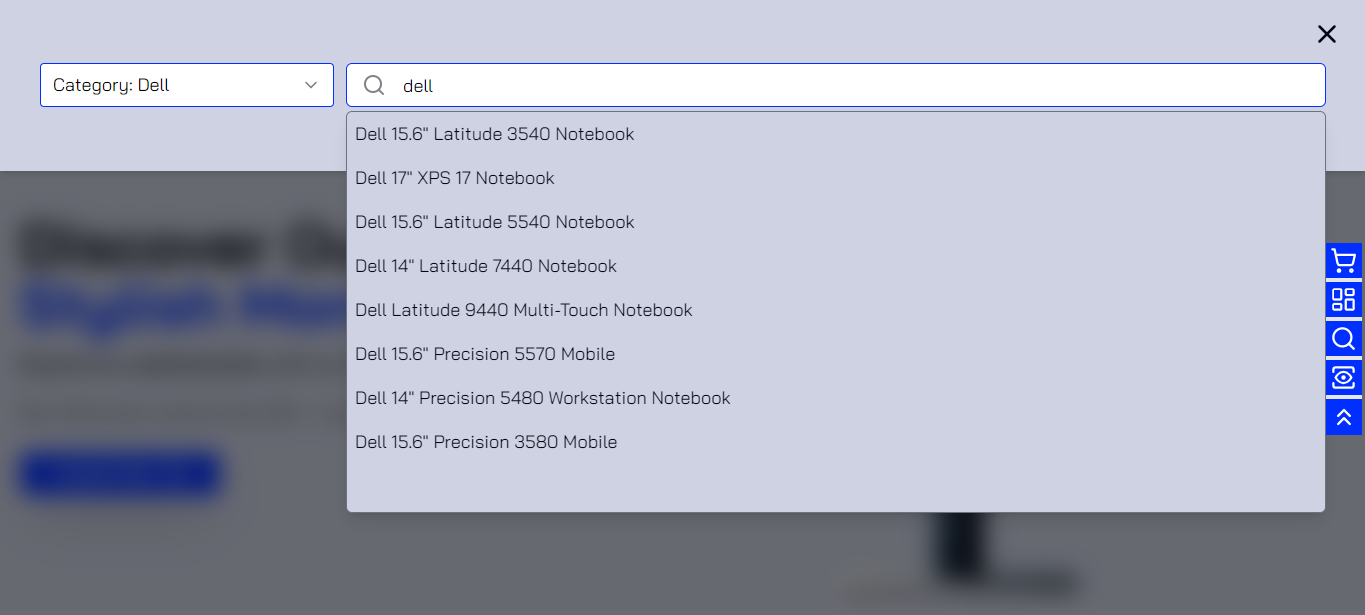 Category: Dell
dell
Dell 15.6" Latitude 3540 Notebook
Dell 17" XPS 17 Notebook
Dell 15.6" Latitude 5540 Notebook
Dell 14" Latitude 7440 Notebook
Dell Latitude 9440 Multi-Touch Notebook
Dell 15.6" Precision 5570 Mobile
Dell 14" Precision 5480 Workstation Notebook
Dell 15.6" Precision 3580 Mobile
Discover